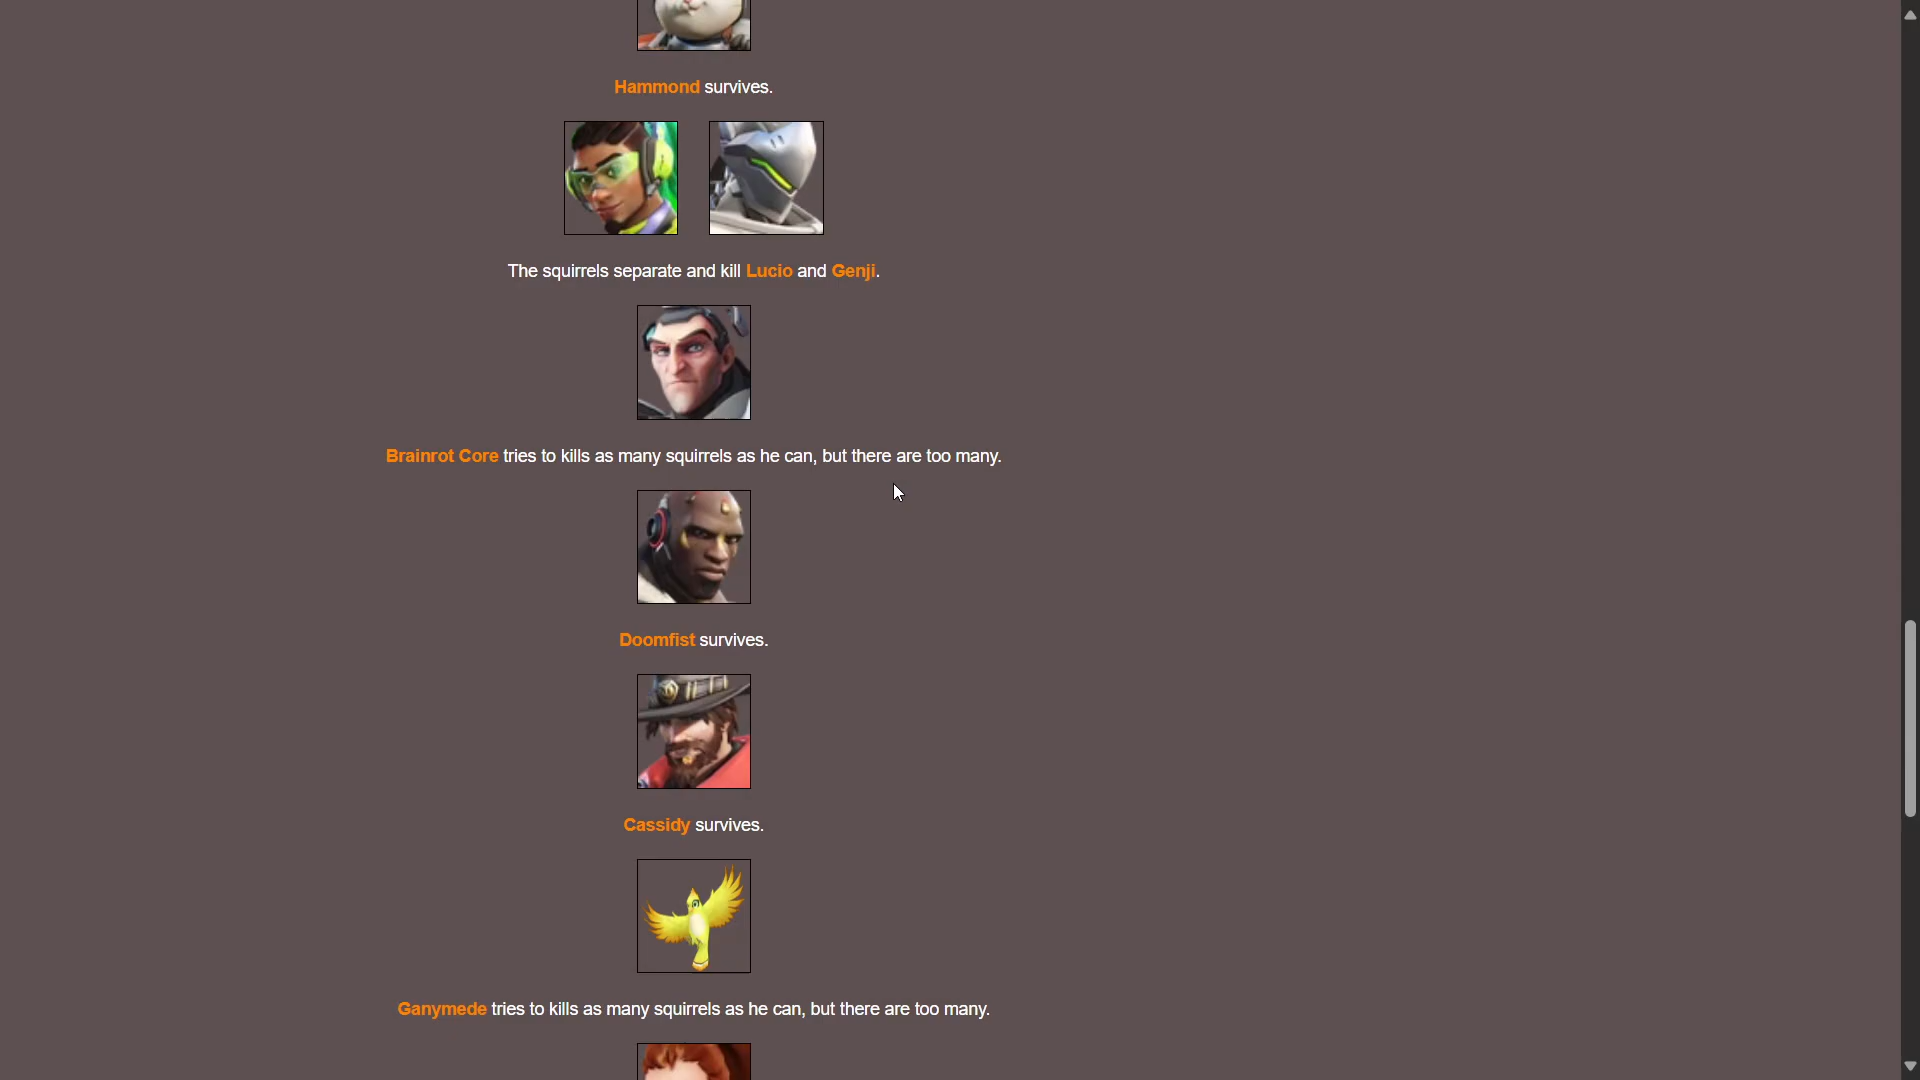 Hammond survives.
The squirrels separate and kill Lucio and Genji.
Brainrot Core tries to kills as many squirrels as he can, but there are too many.
Doomfist survives.
Cassidy survives.
Ganymede tries to kills as many squirrels as he can, but there are too many.